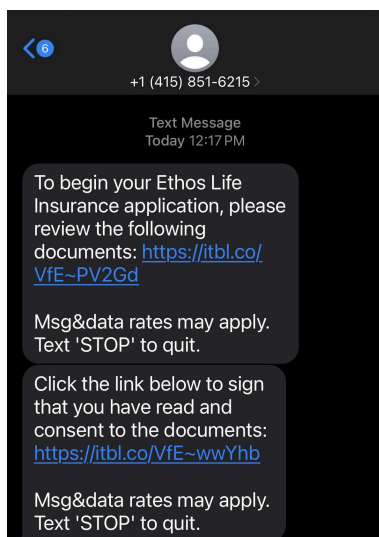 6
+1 (415) 851-6215 >
Text Message
Today 12:17 PM
To begin your Ethos Life
Insurance application, please
review the following
documents: https://itbl.co/
VfE~PV2Gd
Msg&data rates may apply.
Text 'STOP' to quit.
Click the link below to sign
that you have read and
consent to the documents:
https://itbl.co/VfE~wwYhb
Msg&data rates may apply.
Text 'STOP' to quit.